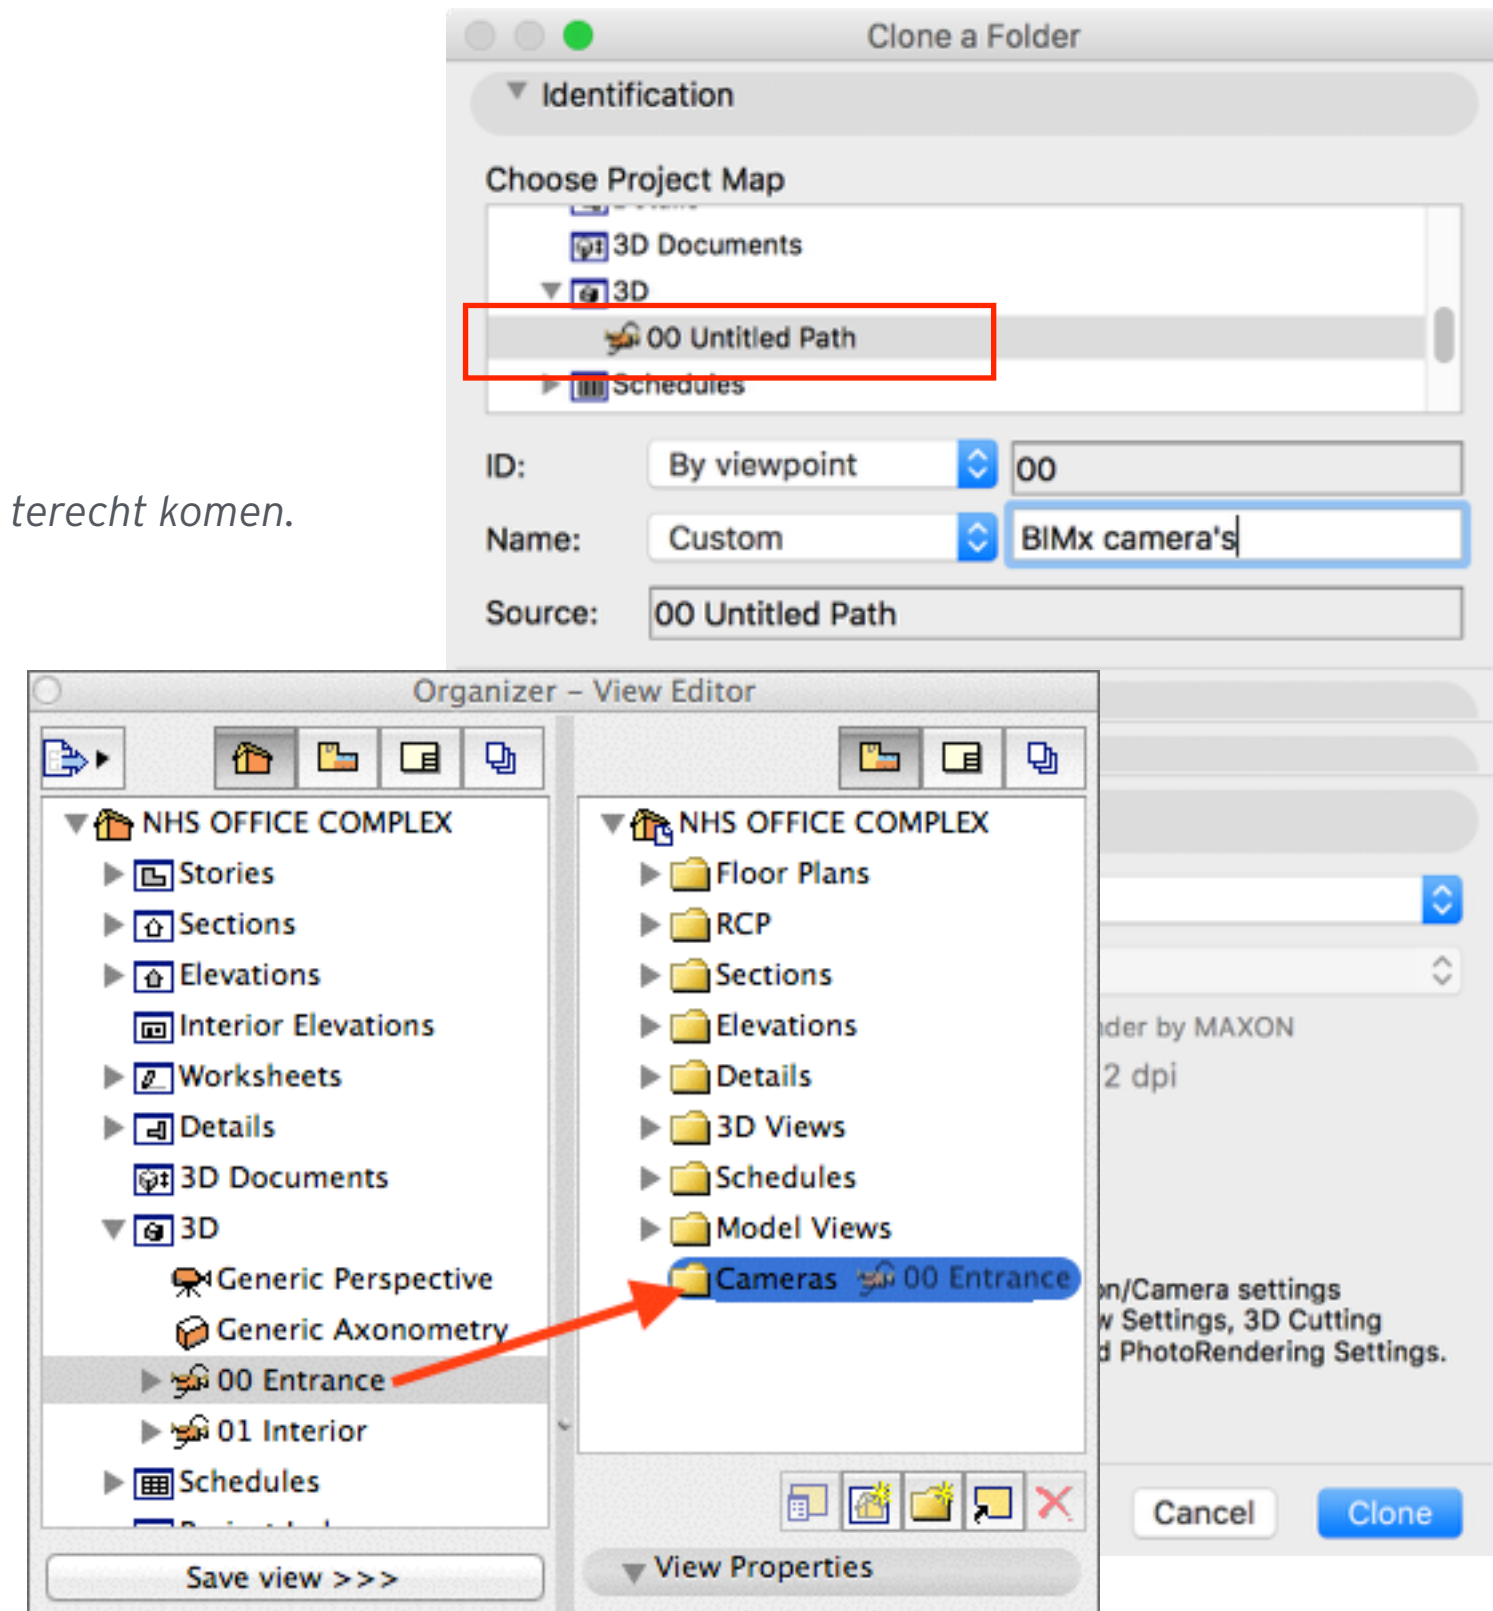 Clone a Folder
Identification
Choose Project Map
3D Documents
3D
00 Untitled Path
Schedules
ID:
By viewpoint
00
terecht komen.
Name:
Custom
BIMx camera's
Source:
00 Untitled Path
Organizer – View Editor
NHS OFFICE COMPLEX
Stories
Sections
Elevations
Interior Elevations
Worksheets
Details
3D Documents
3D
Generic Perspective
Generic Axonometry
00 Entrance
01 Interior
Schedules
Save view >>>
NHS OFFICE COMPLEX
Floor Plans
RCP
Sections
Elevations
Details
3D Views
Schedules
Model Views
Cameras 00 Entrance
View Properties
by MAXON
2 dpi
/Camera settings
Settings, 3D Cutting
PhotoRendering Settings.
Cancel
Clone